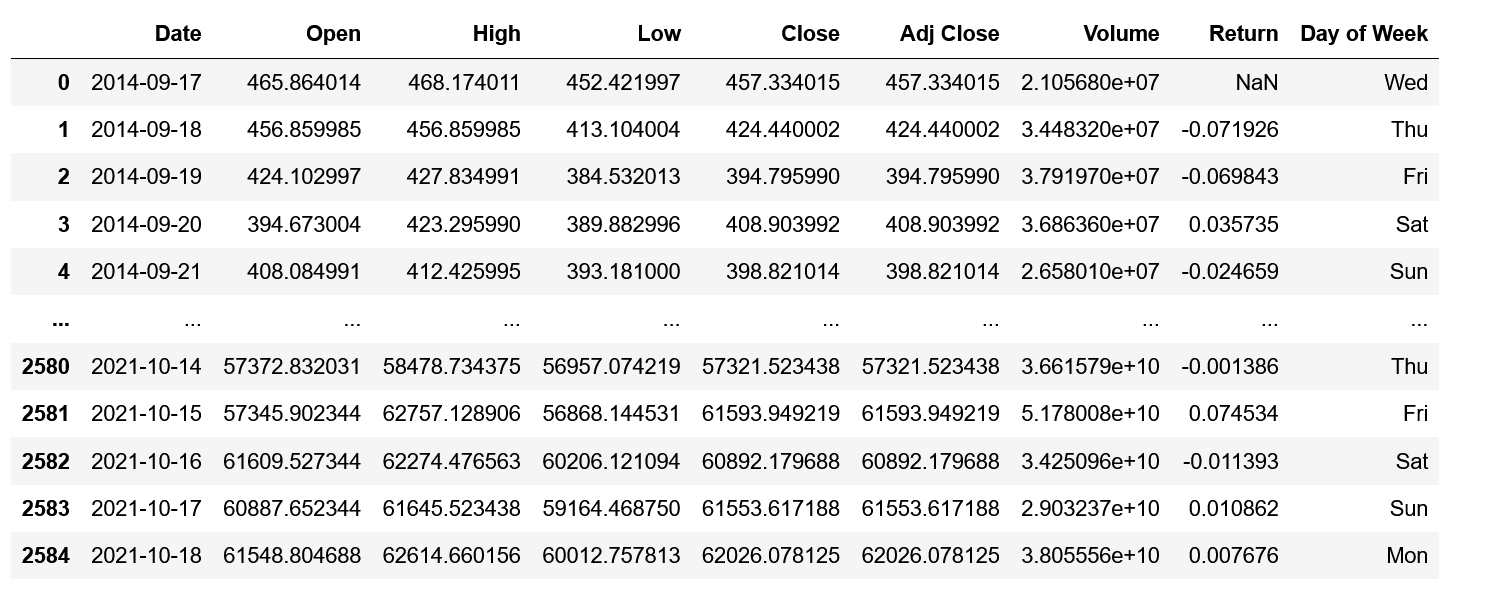 Date Open High Low Close Adj Close Volume Return Day of Week
0 2014-09-17 465.864014 468.174011 452.421997 457.334015 457.334015 2.105680e+07 NaN Wed
1 2014-09-18 456.859985 456.859985 413.104004 424.440002 424.440002 3.448320e+07 -0.071926 Thu
2 2014-09-19 424.102997 427.834991 384.532013 394.795990 394.795990 3.791970e+07 -0.069843 Fri
3 2014-09-20 394.673004 423.295990 389.882996 408.903992 408.903992 3.686360e+07 0.035735 Sat
4 2014-09-21 408.084991 412.425995 393.181000 398.821014 398.821014 2.658010e+07 -0.024659 Sun
... ... ... ... ... ... ... ... ... ...
2580 2021-10-14 57372.832031 58478.734375 56957.074219 57321.523438 57321.523438 3.661579e+10 -0.001386 Thu
2581 2021-10-15 57345.902344 62757.128906 56868.144531 61593.949219 61593.949219 5.178008e+10 0.074534 Fri
2582 2021-10-16 61609.527344 62274.476563 60206.121094 60892.179688 60892.179688 3.425096e+10 -0.011393 Sat
2583 2021-10-17 60887.652344 61645.523438 59164.468750 61553.617188 61553.617188 2.903237e+10 0.010862 Sun
2584 2021-10-18 61548.804688 62614.660156 60012.757813 62026.078125 62026.078125 3.805556e+10 0.007676 Mon